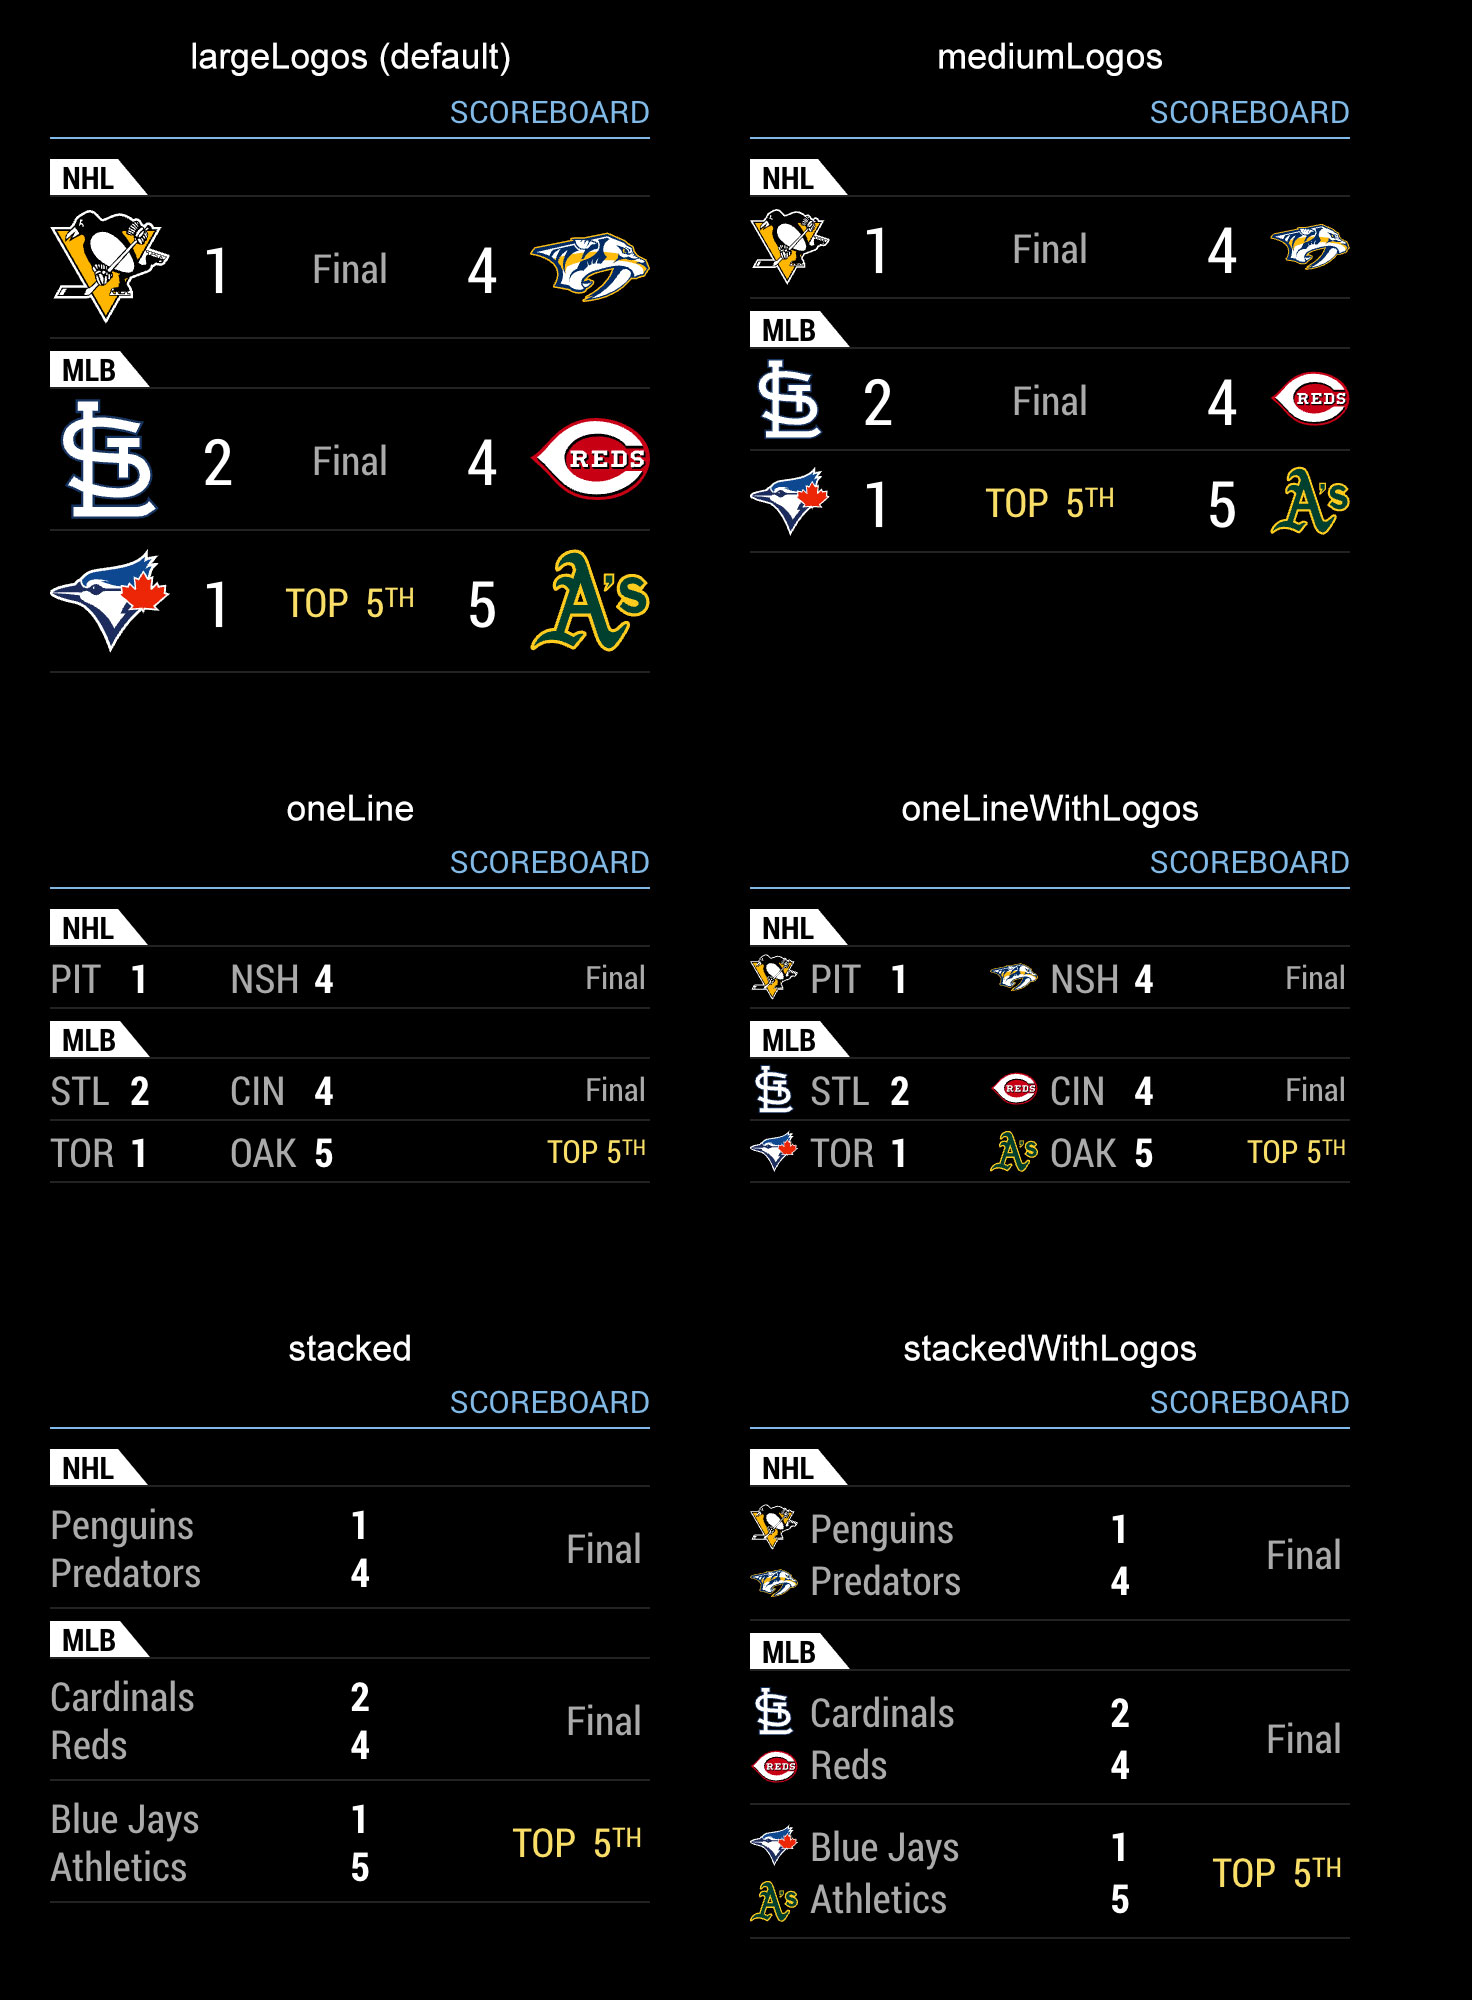 largeLogos (default)
SCOREBOARD
NHL
1 Final 4
MLB
2 Final 4 REDS
1 TOP 5TH 5 A's
mediumLogos
SCOREBOARD
NHL
1 Final 4
MLB
2 Final 4 REDS
1 TOP 5TH 5 A's
oneLine
SCOREBOARD
NHL
PIT 1 NSH 4 Final
MLB
STL 2 CIN 4 Final
TOR 1 OAK 5 TOP 5TH
oneLineWithLogos
SCOREBOARD
NHL
PIT 1 NSH 4 Final
MLB
STL 2 REDS CIN 4 Final
TOR 1 A's OAK 5 TOP 5TH
stacked
SCOREBOARD
NHL
Penguins 1
Final
Predators 4
MLB
Cardinals 2
Final
Reds 4
Blue Jays 1
TOP 5TH
Athletics 5
stackedWithLogos
SCOREBOARD
NHL
Penguins 1
Final
Predators 4
MLB
Cardinals 2
Final
REDS Reds 4
Blue Jays 1
TOP 5TH
A's Athletics 5